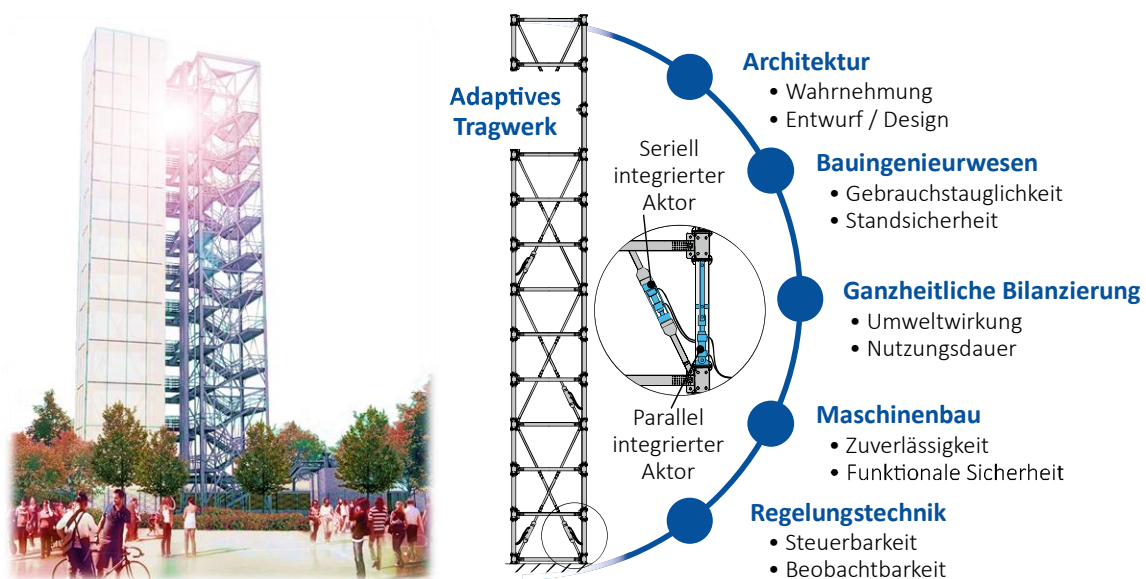 Adaptives
Tragwerk
Seriell
integrierter
Aktor
Parallel
integrierter
Aktor
Architektur
• Wahrnehmung
• Entwurf / Design
Bauingenieurwesen
• Gebrauchstauglichkeit
• Standsicherheit
Ganzheitliche Bilanzierung
• Umweltwirkung
• Nutzungsdauer
Maschinenbau
• Zuverlässigkeit
• Funktionale Sicherheit
Regelungstechnik
• Steuerbarkeit
• Beobachtbarkeit